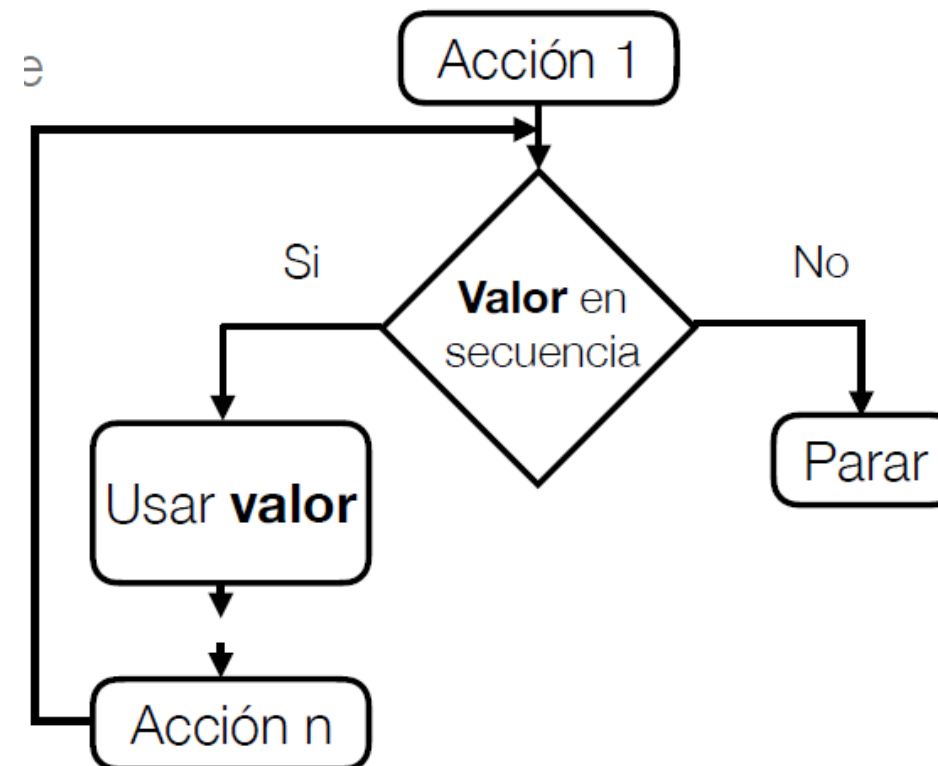 e
Acción 1
Si
No
Valor en
secuencia
Usar valor
Parar
Acción n